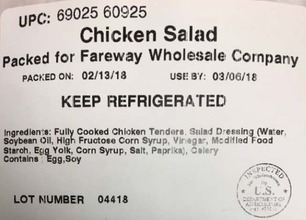 UPC: 69025 60925
Chicken Salad
Packed for Fareway Wholesale Company
PACKED ON: 02/13/18 USE BY: 03/06/18
KEEP REFRIGERATED
Ingredients: Fully Cooked Chicken Tenders, Salad Dressing (Water,
Soybean Oil, High Fructose Corn Syrup, Vinegar, Modified Food
Starch, Egg Yolk, Corn Syrup, Salt, Paprika), Celery
Contains : Egg,Soy
LOT NUMBER 04418
INSPECTED
U.S.
DEPARTMENT OF
AGRICULTURE